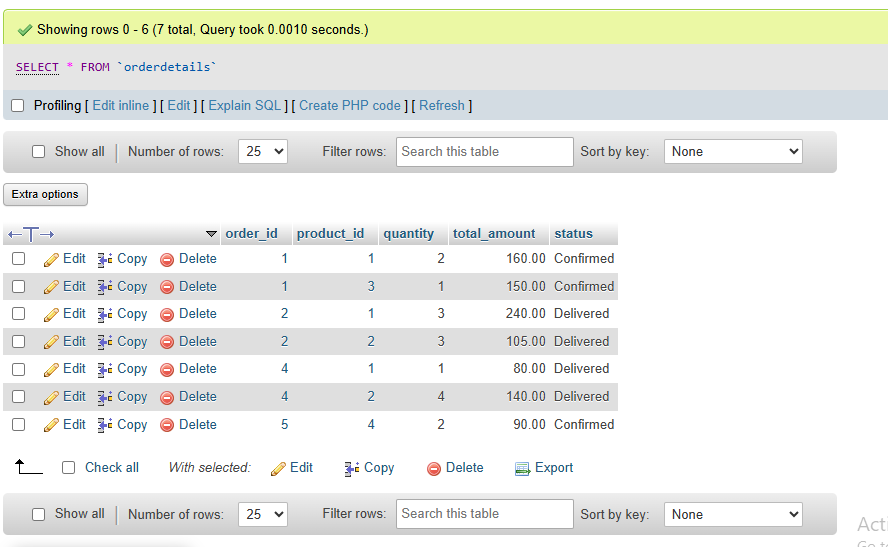 Showing rows 0 - 6 (7 total, Query took 0.0010 seconds.)
SELECT * FROM `orderdetails`
Profiling [ Edit inline ] [ Edit ] [ Explain SQL ] [ Create PHP code ] [ Refresh ]
Show all | Number of rows: 25 Filter rows: Search this table Sort by key: None
Extra options
←T→ order_id product_id quantity total_amount status
Edit Copy Delete 1 1 2 160.00 Confirmed
Edit Copy Delete 1 3 1 150.00 Confirmed
Edit Copy Delete 2 1 3 240.00 Delivered
Edit Copy Delete 2 2 3 105.00 Delivered
Edit Copy Delete 4 1 1 80.00 Delivered
Edit Copy Delete 4 2 4 140.00 Delivered
Edit Copy Delete 5 4 2 90.00 Confirmed
Check all With selected: Edit Copy Delete Export
Show all | Number of rows: 25 Filter rows: Search this table Sort by key: None
Acti
Go to